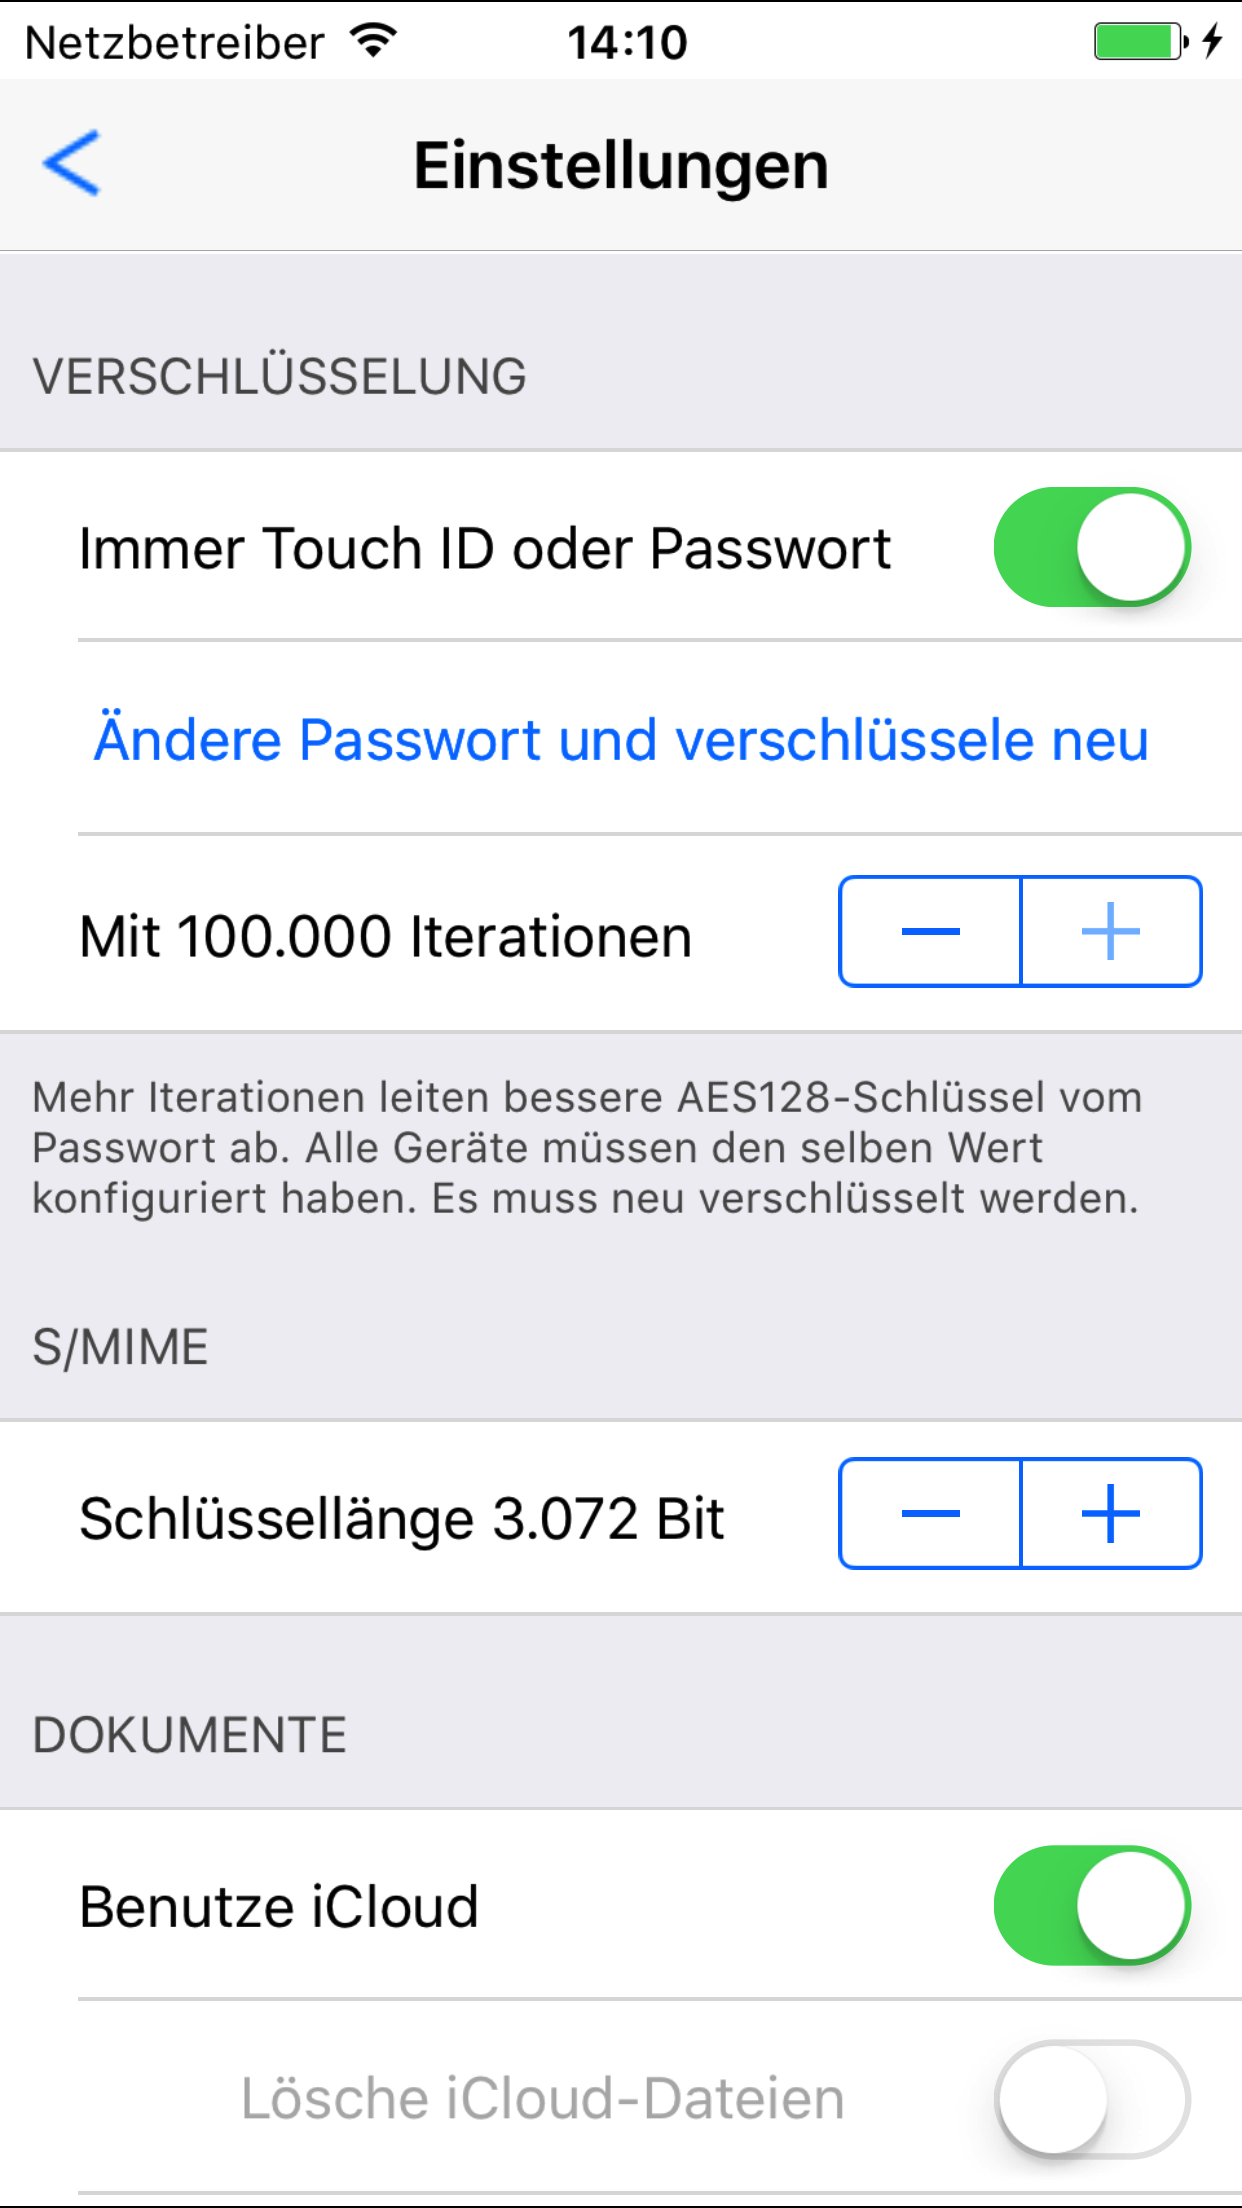 Netzbetreiber 14:10
Einstellungen
VERSCHLÜSSELUNG
Immer Touch ID oder Passwort
Ändere Passwort und verschlüssele neu
Mit 100.000 Iterationen
Mehr Iterationen leiten bessere AES128-Schlüssel vom
Passwort ab. Alle Geräte müssen den selben Wert
konfiguriert haben. Es muss neu verschlüsselt werden.
S/MIME
Schlüssellänge 3.072 Bit
DOKUMENTE
Benutze iCloud
Lösche iCloud-Dateien